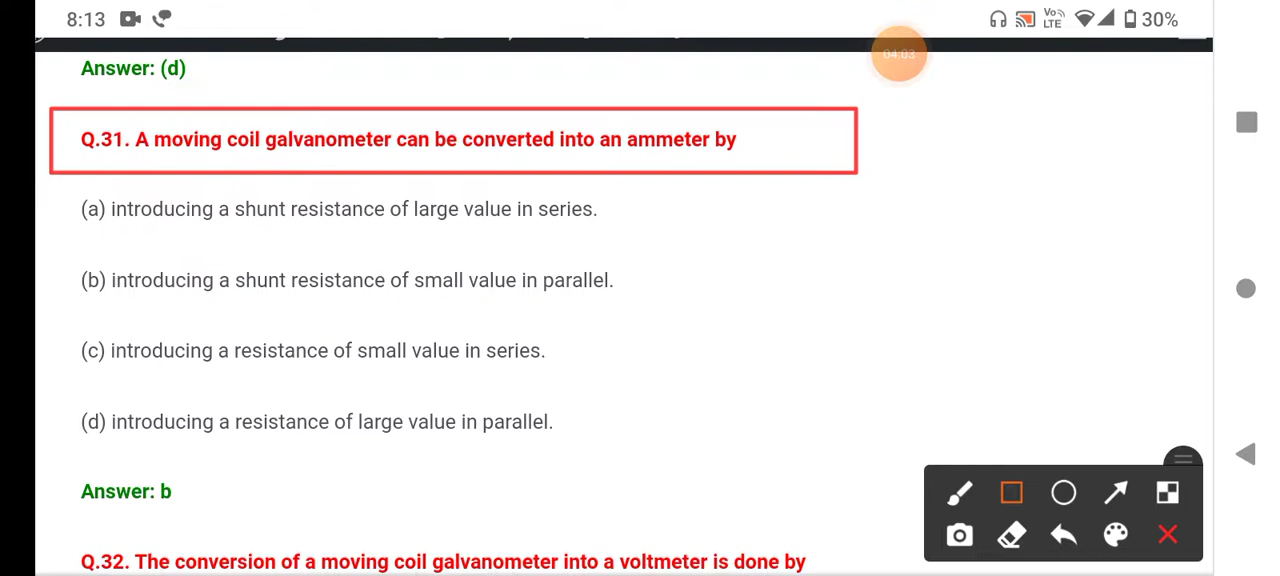 8:13
Vo))
LTE
30%
04:03
Answer: (d)
Q.31. A moving coil galvanometer can be converted into an ammeter by
(a) introducing a shunt resistance of large value in series.
(b) introducing a shunt resistance of small value in parallel.
(c) introducing a resistance of small value in series.
(d) introducing a resistance of large value in parallel.
Answer: b
Q.32. The conversion of a moving coil galvanometer into a voltmeter is done by